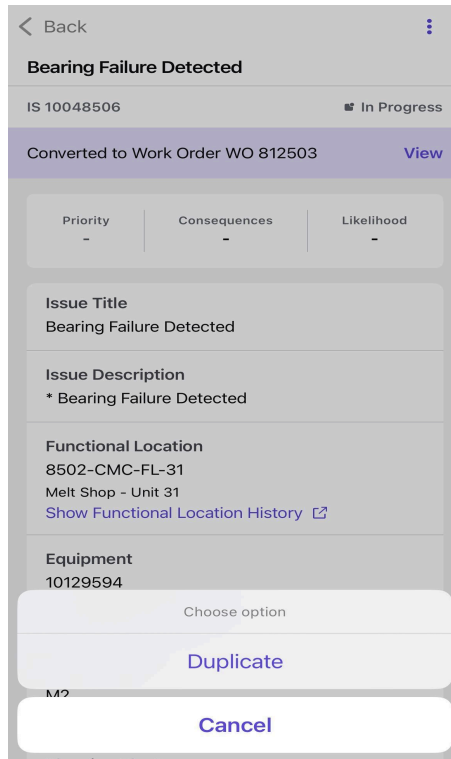 Back
Bearing Failure Detected
IS 10048506
In Progress
Converted to Work Order WO 812503
View
Priority
Consequences
Likelihood
-
-
-
Issue Title
Bearing Failure Detected
Issue Description
* Bearing Failure Detected
Functional Location
8502-CMC-FL-31
Melt Shop - Unit 31
Show Functional Location History
Equipment
10129594
Choose option
Duplicate
M2
Cancel